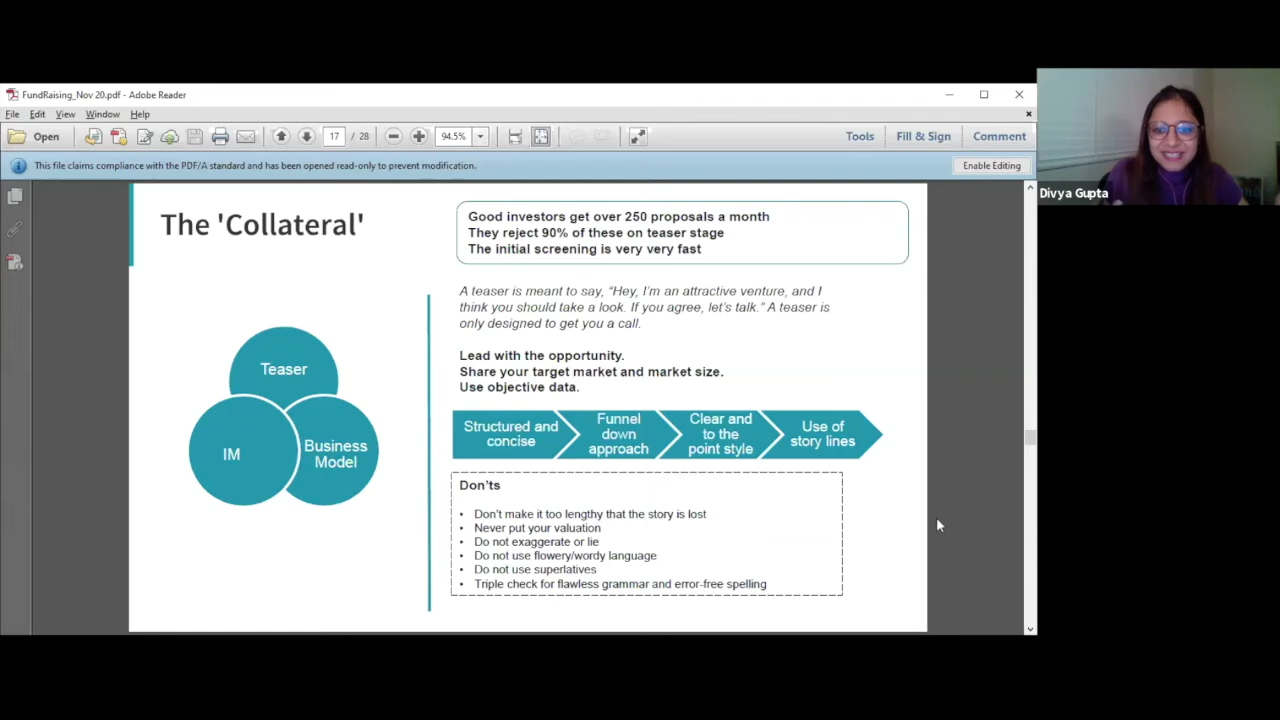 FundRaising_Nov 20.pdf - Adobe Reader
File Edit View Window Help
Open
17 / 28
94.5%
Tools
Fill & Sign
Comment
This file claims compliance with the PDF/A standard and has been opened read-only to prevent modification.
Enable Editing
Divya Gupta
The 'Collateral'
Good investors get over 250 proposals a month
They reject 90% of these on teaser stage
The initial screening is very very fast
A teaser is meant to say, “Hey, I’m an attractive venture, and I
think you should take a look. If you agree, let’s talk.” A teaser is
only designed to get you a call.
Lead with the opportunity.
Share your target market and market size.
Use objective data.
Teaser
IM
Business
Model
Structured and
concise
Funnel
down
approach
Clear and
to the
point style
Use of
story lines
Don’ts
• Don’t make it too lengthy that the story is lost
• Never put your valuation
• Do not exaggerate or lie
• Do not use flowery/wordy language
• Do not use superlatives
• Triple check for flawless grammar and error-free spelling